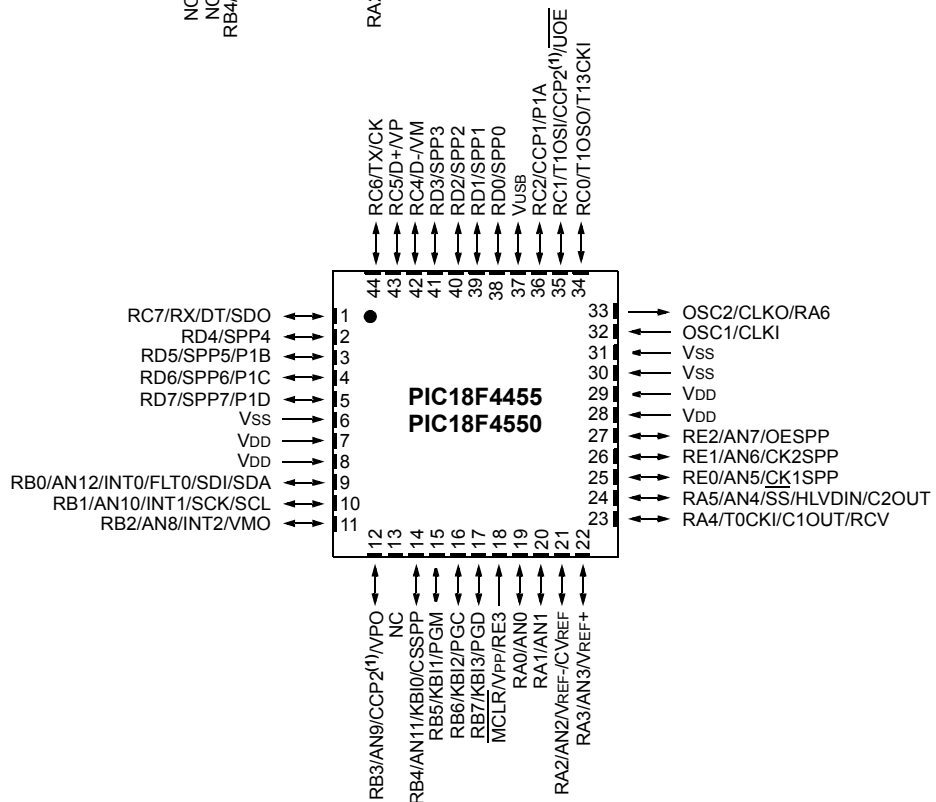 NC
NC
RB4/
RA2
RC6/TX/CK
RC5/D+/VP
RC4/D-/VM
RD3/SPP3
RD2/SPP2
RD1/SPP1
RD0/SPP0
VUSB
RC2/CCP1/P1A
RC1/T1OSI/CCP2(1)/UOE
RC0/T1OSO/T13CKI
44
43
42
41
40
39
38
37
36
35
34
RC7/RX/DT/SDO 1
RD4/SPP4 2
RD5/SPP5/P1B 3
RD6/SPP6/P1C 4
RD7/SPP7/P1D 5
VSS 6
VDD 7
VDD 8
RB0/AN12/INT0/FLT0/SDI/SDA 9
RB1/AN10/INT1/SCK/SCL 10
RB2/AN8/INT2/VMO 11
PIC18F4455
PIC18F4550
33 OSC2/CLKO/RA6
32 OSC1/CLKI
31 VSS
30 VSS
29 VDD
28 VDD
27 RE2/AN7/OESPP
26 RE1/AN6/CK2SPP
25 RE0/AN5/CK1SPP
24 RA5/AN4/SS/HLVDIN/C2OUT
23 RA4/T0CKI/C1OUT/RCV
12
13
14
15
16
17
18
19
20
21
22
RB3/AN9/CCP2(1)/VPO
NC
RB4/AN11/KBI0/CSSPP
RB5/KBI1/PGM
RB6/KBI2/PGC
RB7/KBI3/PGD
MCLR/VPP/RE3
RA0/AN0
RA1/AN1
RA2/AN2/VREF-/CVREF
RA3/AN3/VREF+